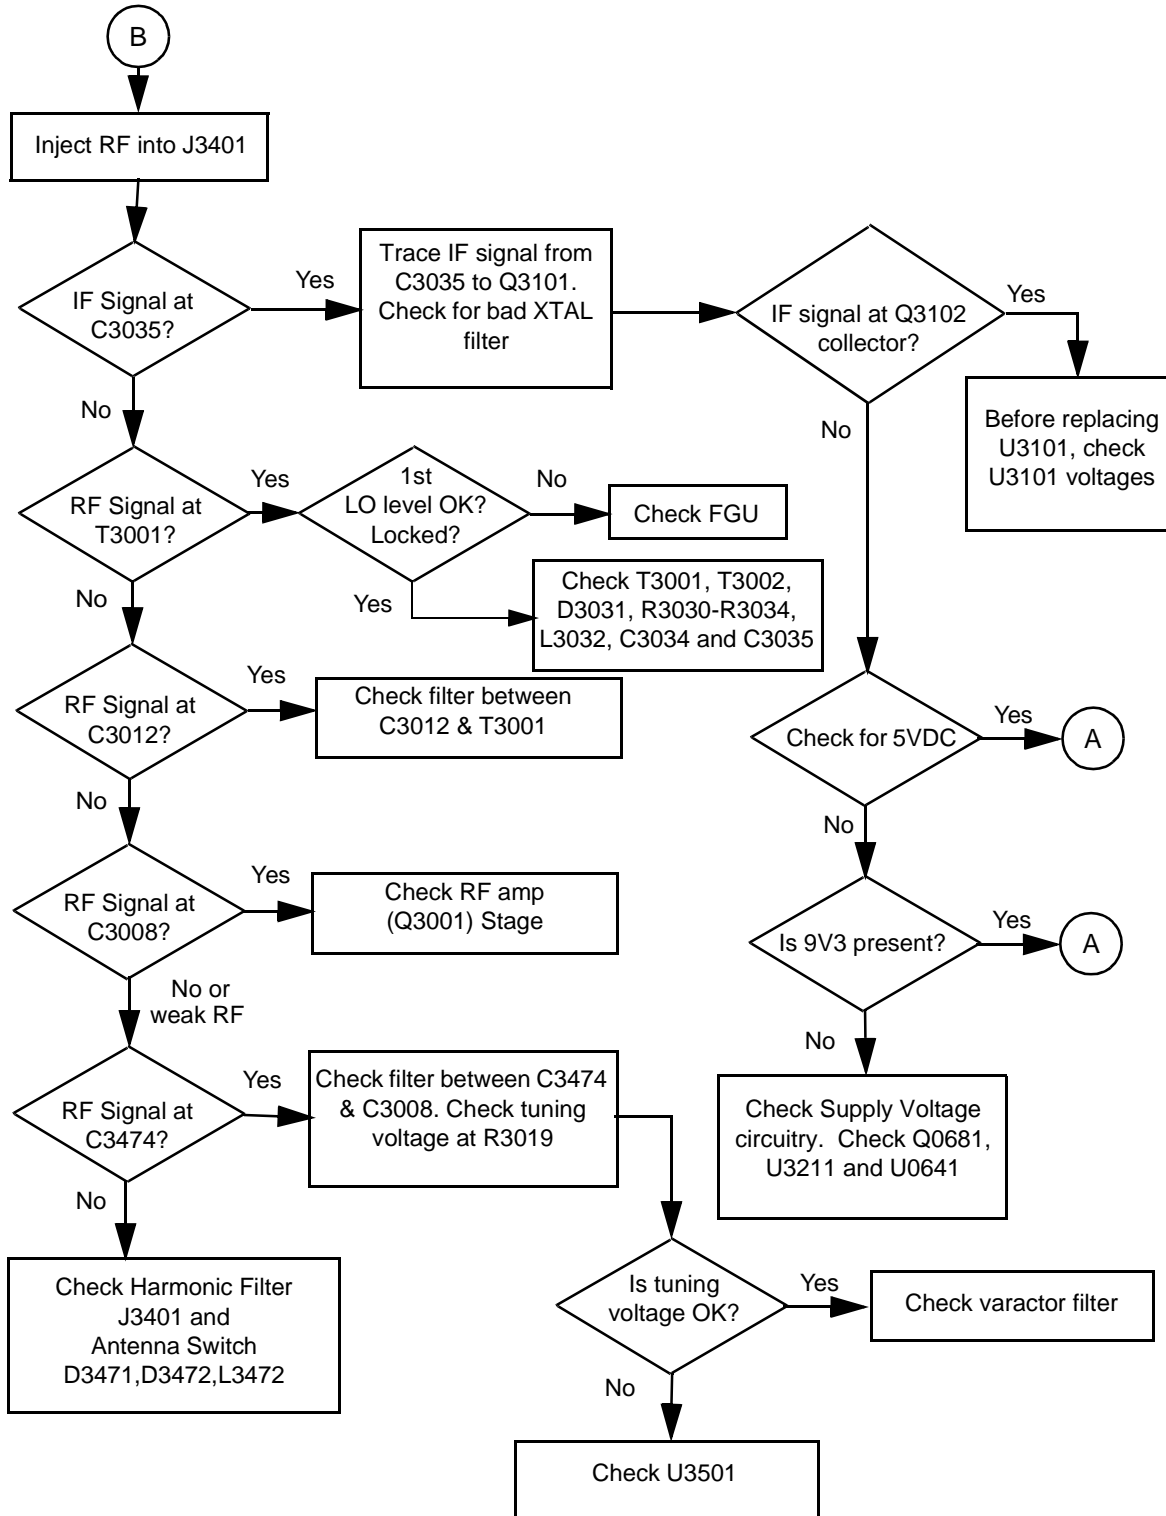 B
Inject RF into J3401
IF Signal at
C3035?
Yes
No
Trace IF signal from
C3035 to Q3101.
Check for bad XTAL
filter
IF signal at Q3102
collector?
Yes
No
Before replacing
U3101, check
U3101 voltages
RF Signal at
T3001?
Yes
No
1st
LO level OK?
Locked?
No
Yes
Check FGU
Check T3001, T3002,
D3031, R3030-R3034,
L3032, C3034 and C3035
RF Signal at
C3012?
Yes
No
Check filter between
C3012 & T3001
Check for 5VDC
Yes
A
No
RF Signal at
C3008?
Yes
No or
weak RF
Check RF amp
(Q3001) Stage
Is 9V3 present?
Yes
A
No
Check Supply Voltage
circuitry. Check Q0681,
U3211 and U0641
RF Signal at
C3474?
Yes
No
Check filter between C3474
& C3008. Check tuning
voltage at R3019
Check Harmonic Filter
J3401 and
Antenna Switch
D3471,D3472,L3472
Is tuning
voltage OK?
Yes
No
Check varactor filter
Check U3501